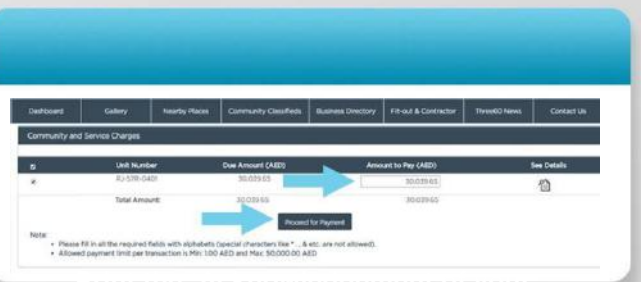 Dashboard Gallery Nearby Places Community Classifieds Business Directory Fit-out & Contractor Three60 News Contact Us
Community and Service Charges
Unit Number Due Amount (AED) Amount to Pay (AED) See Details
30,039.65 30,039.65
Total Amount: 30,039.65 30,039.65
Proceed for Payment
Note:
• Please fill in all the required fields with alphabets (special characters like * .. & etc. are not allowed).
• Allowed payment limit per transaction is Min: 1.00 AED and Max: 50,000.00 AED